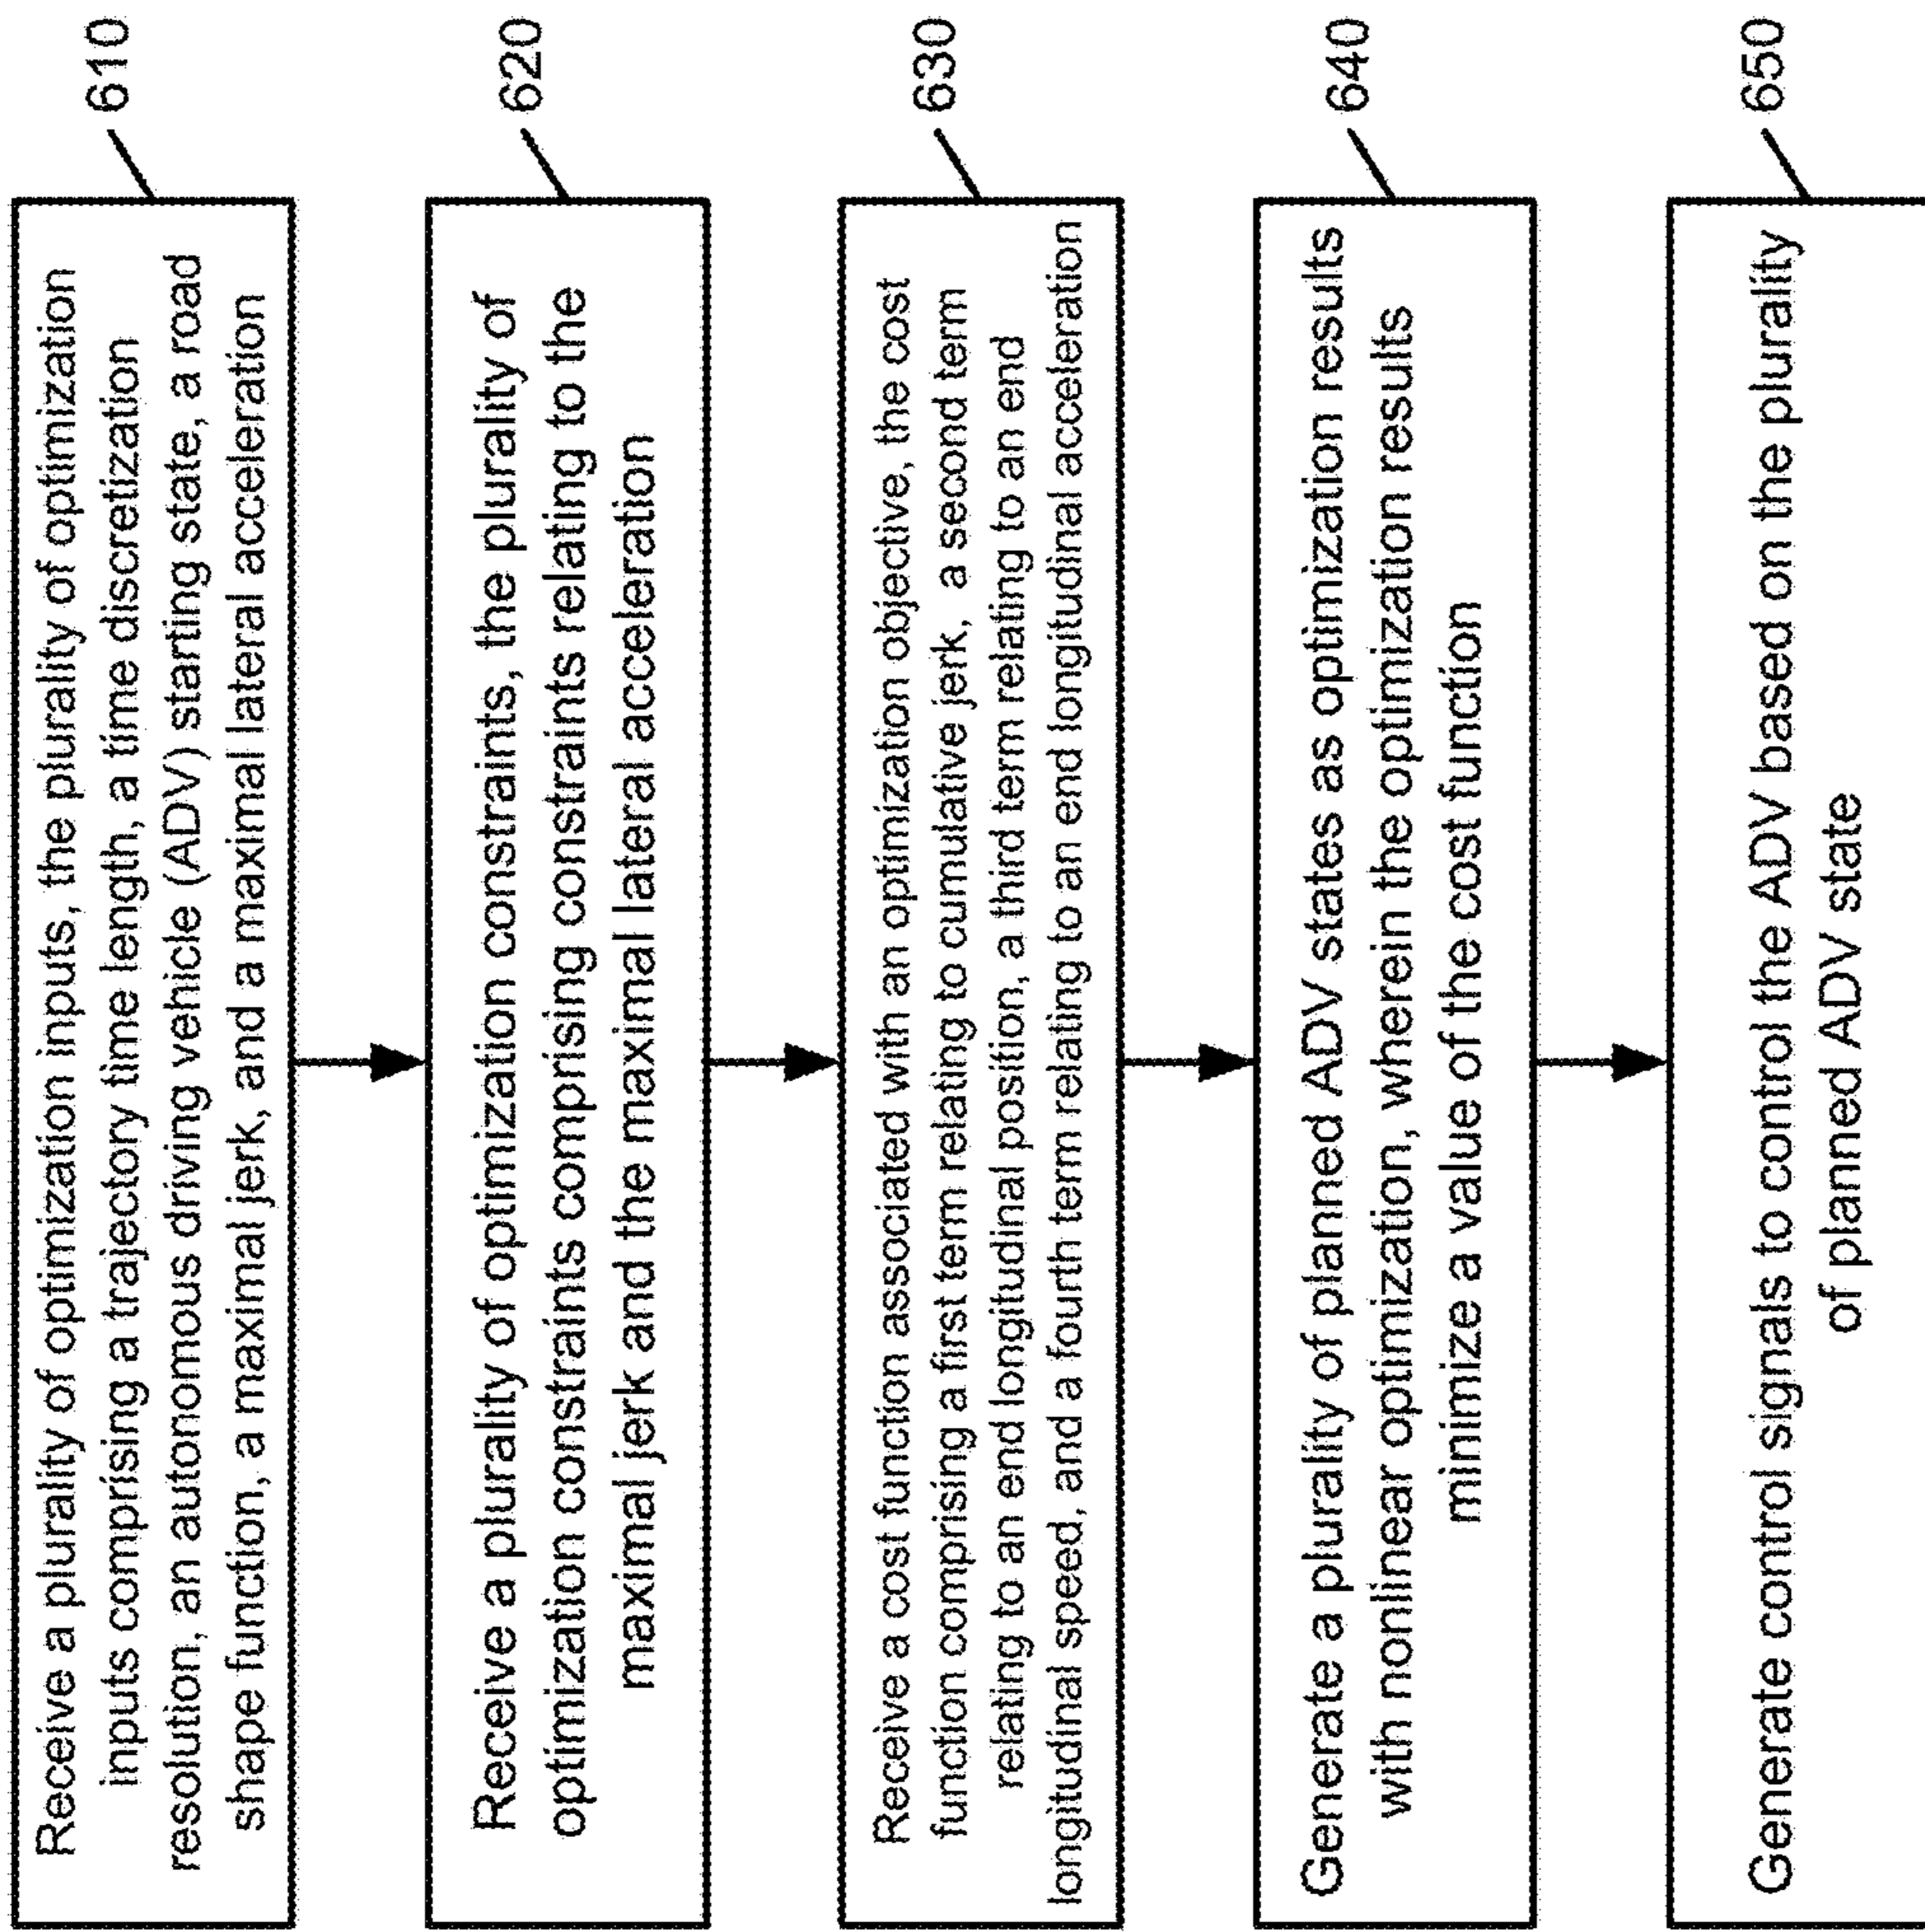 Receive a plurality of optimization inputs, the plurality of optimization
inputs comprising a trajectory time length, a time discretization
resolution, an autonomous driving vehicle (ADV) starting state, a road
shape function, a maximal jerk, and a maximal lateral acceleration
610
Receive a plurality of optimization constraints, the plurality of
optimization constraints comprising constraints relating to the
maximal jerk and the maximal lateral acceleration
620
Receive a cost function associated with an optimization objective, the cost
function comprising a first term relating to cumulative jerk, a second term
relating to an end longitudinal position, a third term relating to an end
longitudinal speed, and a fourth term relating to an end longitudinal acceleration
630
Generate a plurality of planned ADV states as optimization results
with nonlinear optimization, wherein the optimization results
minimize a value of the cost function
640
Generate control signals to control the ADV based on the plurality
of planned ADV state
650